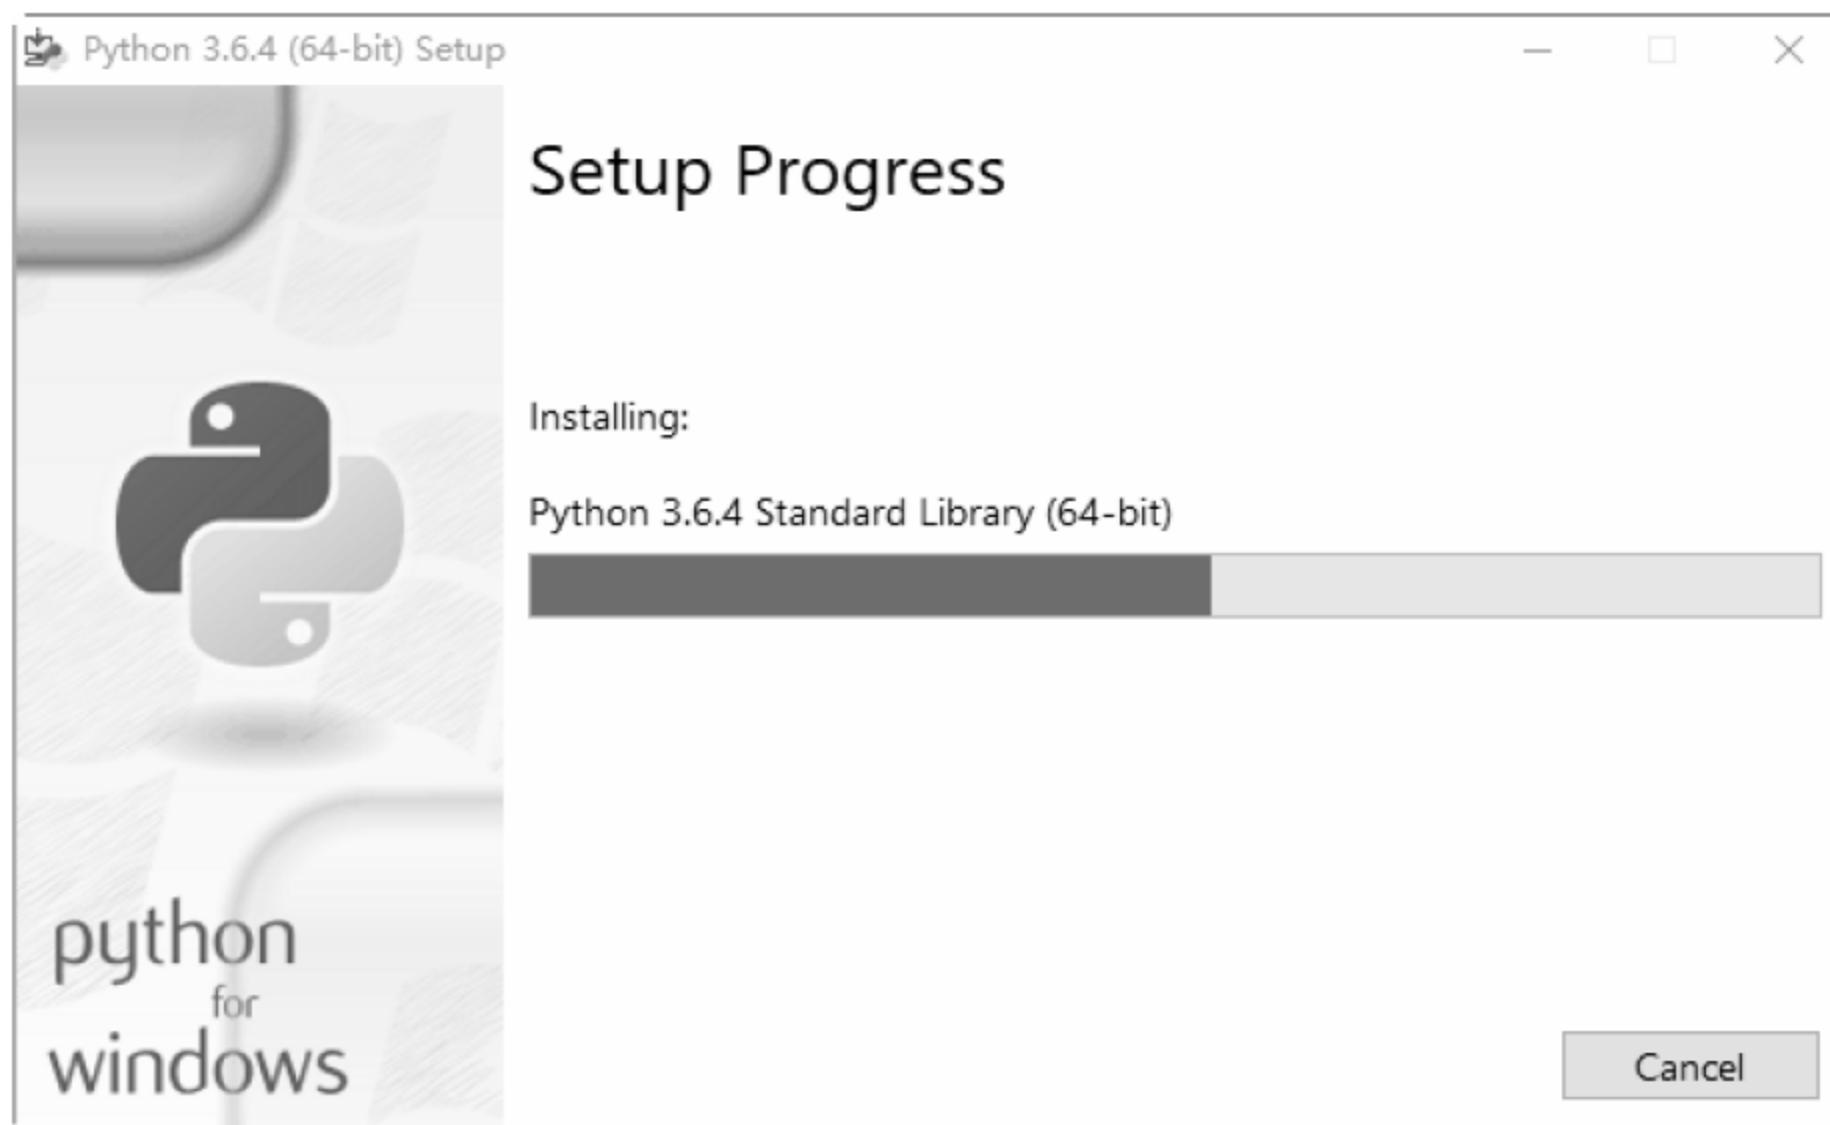 Python 3.6.4 (64-bit) Setup
Setup Progress
Installing:
Python 3.6.4 Standard Library (64-bit)
python
for
windows
Cancel